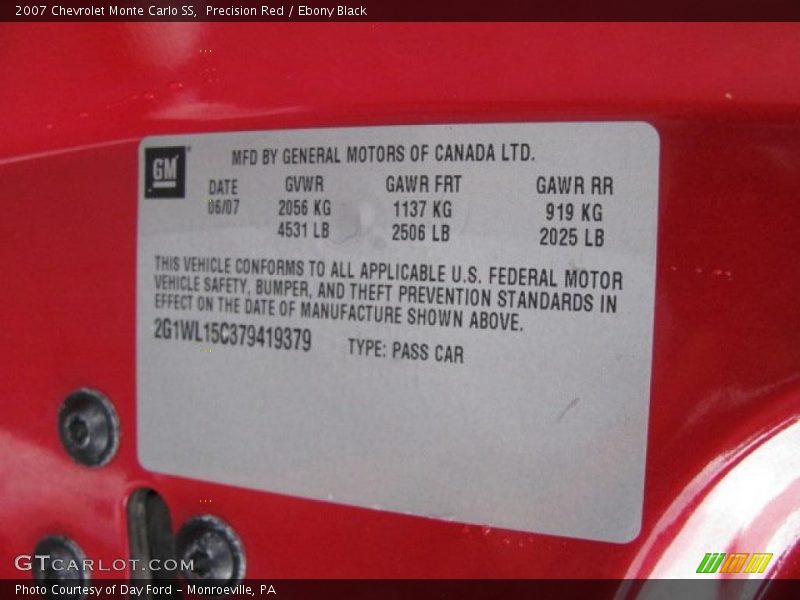 2007 Chevrolet Monte Carlo SS,  Precision Red / Ebony Black
GM
MFD BY GENERAL MOTORS OF CANADA LTD.
DATE GVWR GAWR FRT GAWR RR
06/07 2056 KG 1137 KG 919 KG
4531 LB 2506 LB 2025 LB
THIS VEHICLE CONFORMS TO ALL APPLICABLE U.S. FEDERAL MOTOR
VEHICLE SAFETY, BUMPER, AND THEFT PREVENTION STANDARDS IN
EFFECT ON THE DATE OF MANUFACTURE SHOWN ABOVE.
2G1WL15C379419379 TYPE: PASS CAR
GTCARLOT.COM
Photo Courtesy of Day Ford – Monroeville, PA